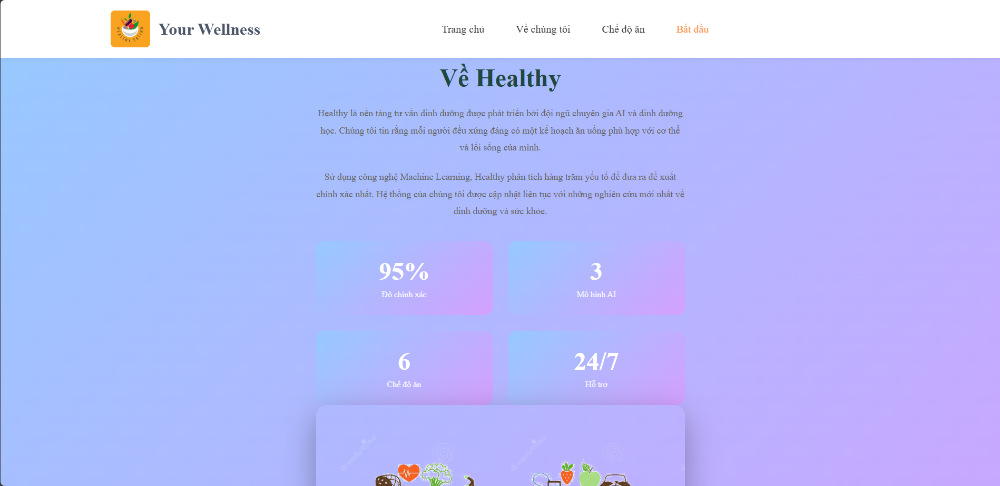 HEALTHY EATING
Your Wellness
Trang chủ
Về chúng tôi
Chế độ ăn
Bắt đầu
Về Healthy
Healthy là nền tảng tư vấn dinh dưỡng được phát triển bởi đội ngũ chuyên gia AI và dinh dưỡng
học. Chúng tôi tin rằng mỗi người đều xứng đáng có một kế hoạch ăn uống phù hợp với cơ thể
và lối sống của mình.
Sử dụng công nghệ Machine Learning, Healthy phân tích hàng trăm yếu tố để đưa ra đề xuất
chính xác nhất. Hệ thống của chúng tôi được cập nhật liên tục với những nghiên cứu mới nhất về
dinh dưỡng và sức khỏe.
95%
Độ chính xác
3
Mô hình AI
6
Chế độ ăn
24/7
Hỗ trợ